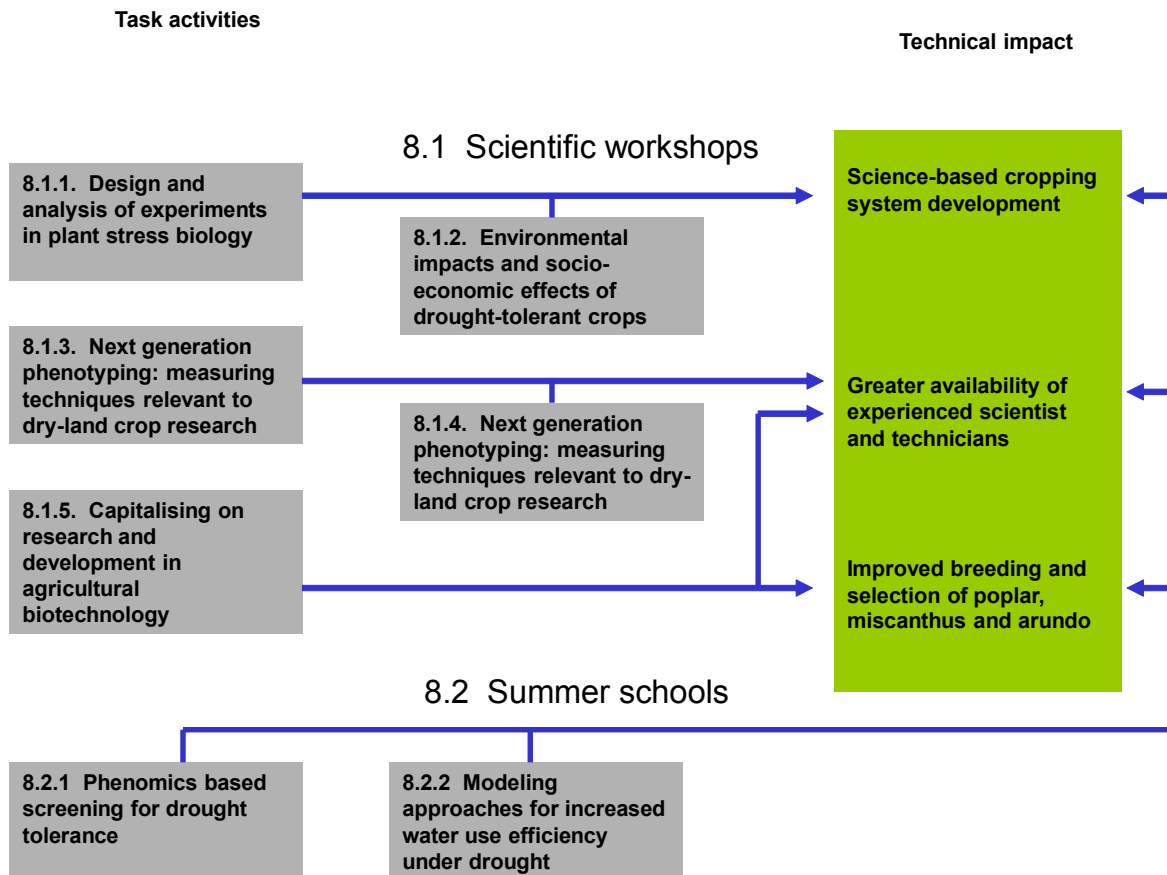 Task activities
Technical impact
8.1 Scientific workshops
8.1.1. Design and
analysis of experiments
in plant stress biology
8.1.2. Environmental
impacts and socio-
economic effects of
drought-tolerant crops
Science-based cropping
system development
8.1.3. Next generation
phenotyping: measuring
techniques relevant to
dry-land crop research
8.1.4. Next generation
phenotyping: measuring
techniques relevant to dry-
land crop research
Greater availability of
experienced scientist
and technicians
8.1.5. Capitalising on
research and
development in
agricultural
biotechnology
Improved breeding and
selection of poplar,
miscanthus and arundo
8.2 Summer schools
8.2.1 Phenomics based
screening for drought
tolerance
8.2.2 Modeling
approaches for increased
water use efficiency
under drought